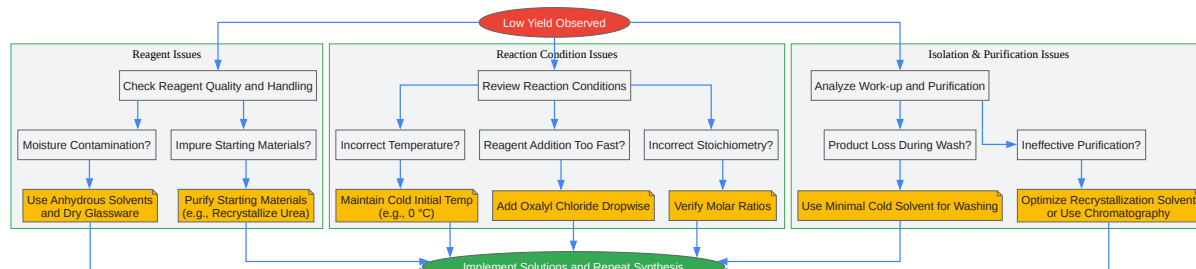 Low Yield Observed
Reagent Issues
Reaction Condition Issues
Isolation & Purification Issues
Check Reagent Quality and Handling
Review Reaction Conditions
Analyze Work-up and Purification
Moisture Contamination?
Impure Starting Materials?
Incorrect Temperature?
Reagent Addition Too Fast?
Incorrect Stoichiometry?
Product Loss During Wash?
Ineffective Purification?
Use Anhydrous Solvents
and Dry Glassware
Purify Starting Materials
(e.g., Recrystallize Urea)
Maintain Cold Initial Temp
(e.g., 0 °C)
Add Oxalyl Chloride Dropwise
Verify Molar Ratios
Use Minimal Cold Solvent for Washing
Optimize Recrystallization Solvent
or Use Chromatography
Implement Solutions and Repeat Synthesis